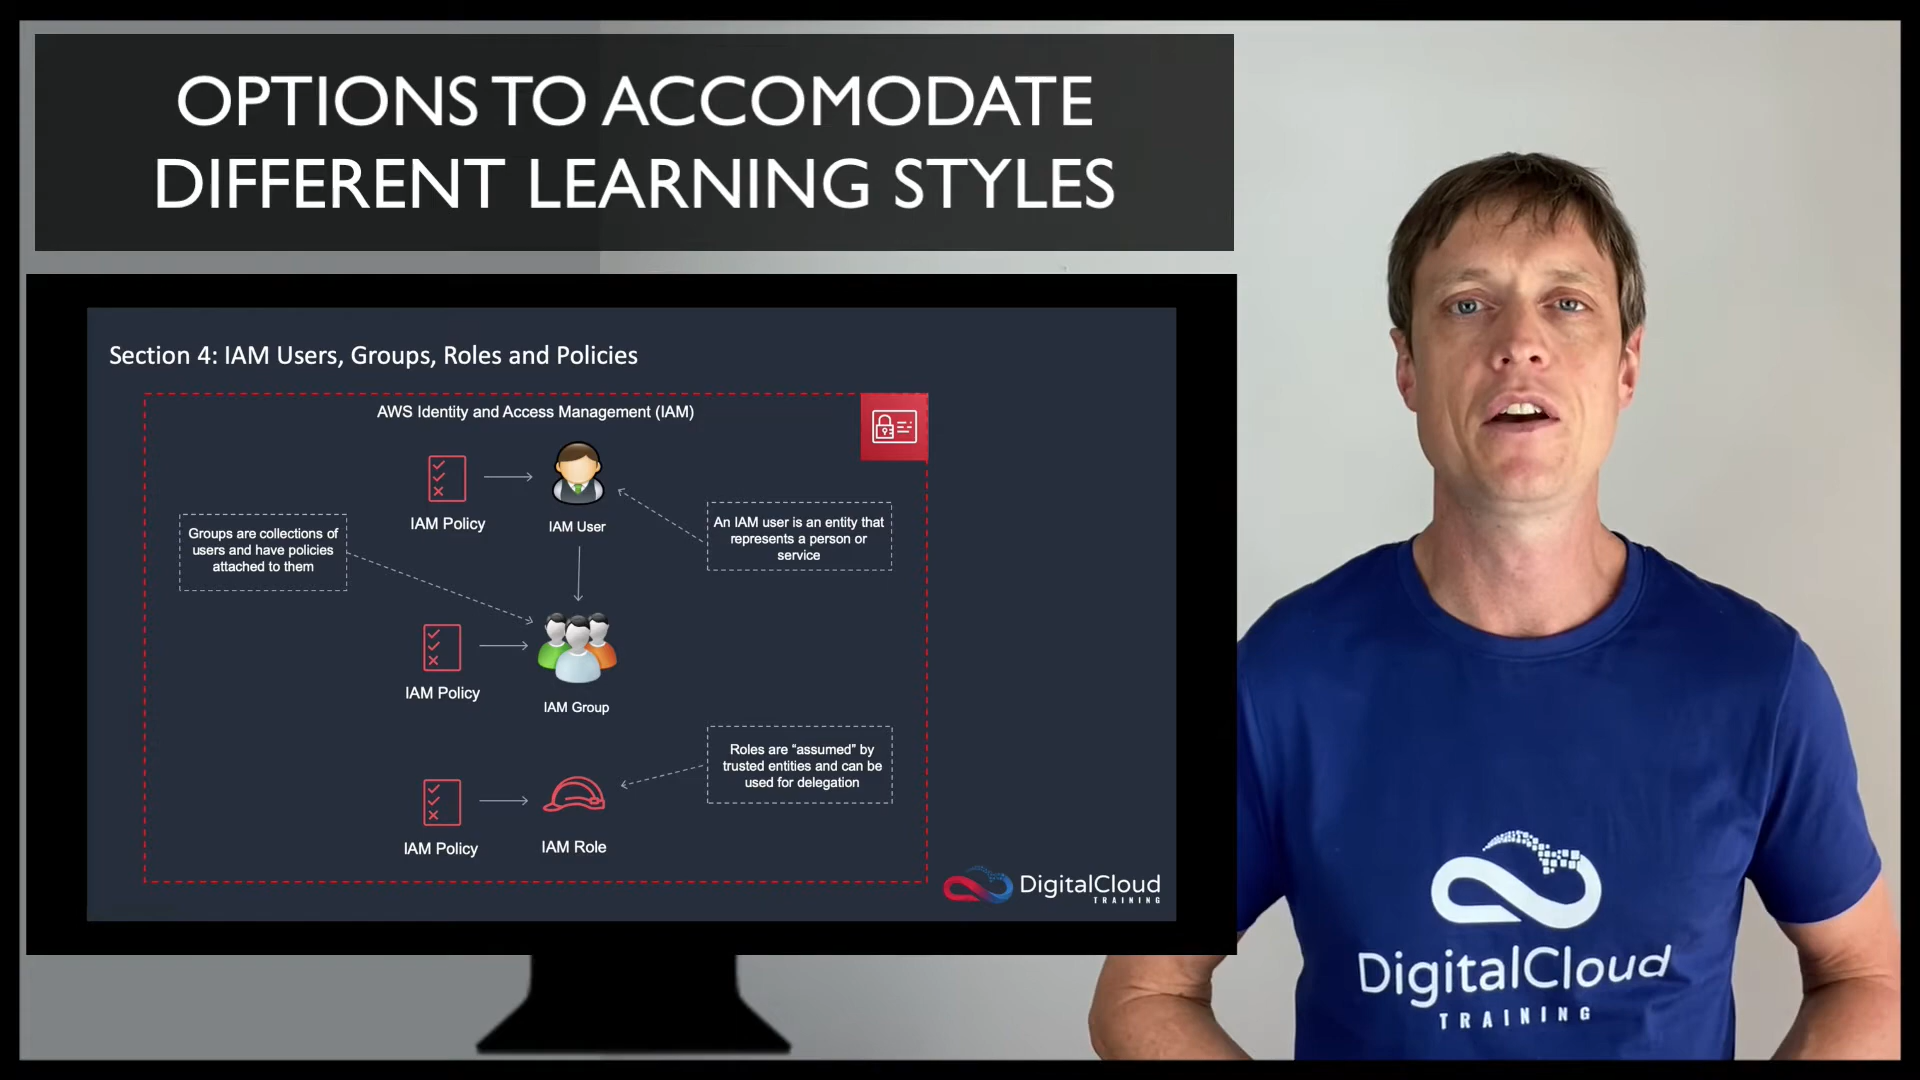 OPTIONS TO ACCOMODATE
DIFFERENT LEARNING STYLES
Section 4: IAM Users, Groups, Roles and Policies
AWS Identity and Access Management (IAM)
IAM Policy
IAM User
An IAM user is an entity that
represents a person or
service
Groups are collections of
users and have policies
attached to them
IAM Policy
IAM Group
Roles are “assumed” by
trusted entities and can be
used for delegation
IAM Policy
IAM Role
DigitalCloud
TRAINING
DigitalCloud
TRAINING